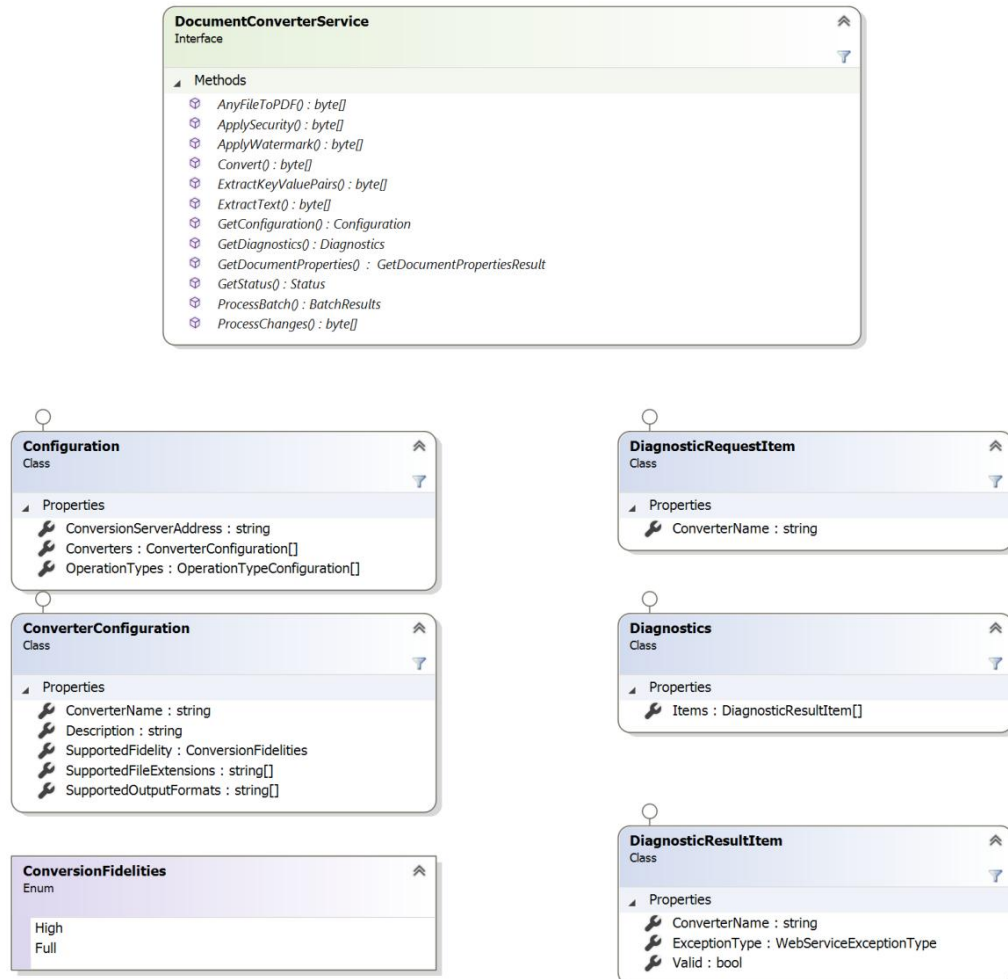 DocumentConverterService
Interface
Methods
AnyFileToPDF() : byte[]
ApplySecurity() : byte[]
ApplyWatermark() : byte[]
Convert() : byte[]
ExtractKeyValuePairs() : byte[]
ExtractText() : byte[]
GetConfiguration() : Configuration
GetDiagnostics() : Diagnostics
GetDocumentProperties() : GetDocumentPropertiesResult
GetStatus() : Status
ProcessBatch() : BatchResults
ProcessChanges() : byte[]
Configuration
Class
Properties
ConversionServerAddress : string
Converters : ConverterConfiguration[]
OperationTypes : OperationTypeConfiguration[]
ConverterConfiguration
Class
Properties
ConverterName : string
Description : string
SupportedFidelity : ConversionFidelities
SupportedFileExtensions : string[]
SupportedOutputFormats : string[]
ConversionFidelities
Enum
High
Full
DiagnosticRequestItem
Class
Properties
ConverterName : string
Diagnostics
Class
Properties
Items : DiagnosticResultItem[]
DiagnosticResultItem
Class
Properties
ConverterName : string
ExceptionType : WebServiceExceptionType
Valid : bool